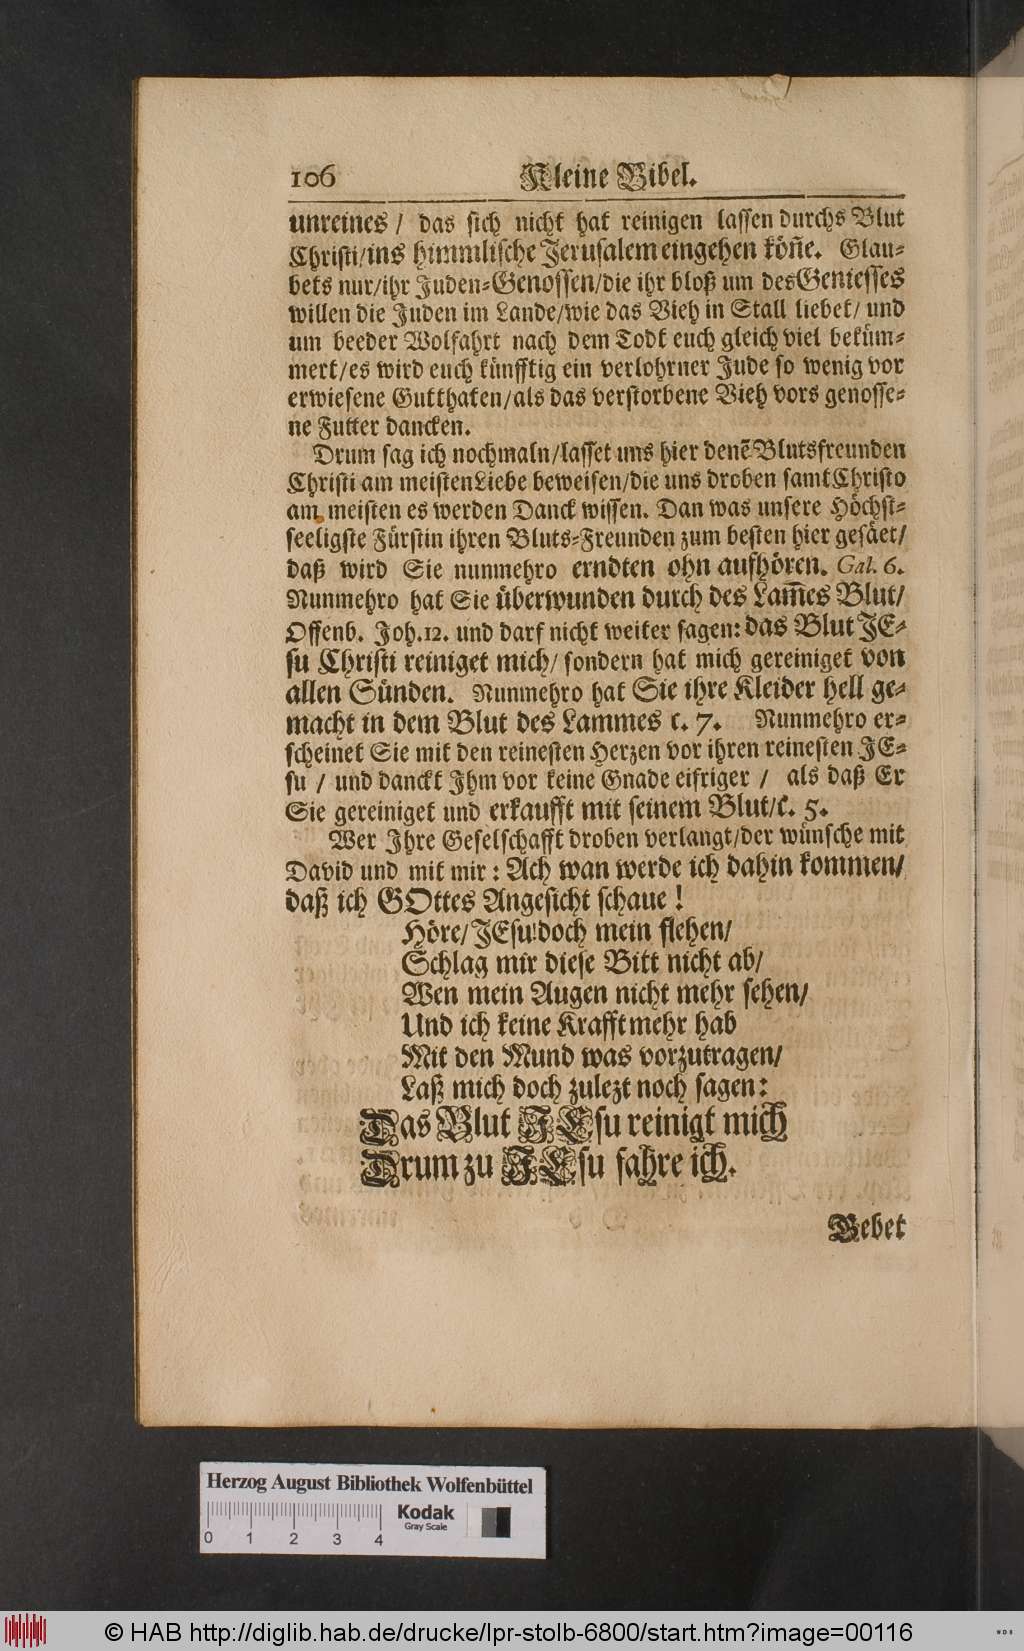 106 Kleine Bibel.
unreines / das sich nicht hat reinigen lassen durchs Blut
Christi/ins himmlische Jerusalem eingehen köñe. Glau-
bets nur/ihr Juden-Genossen/die ihr bloß um des Geniesses
willen die Juden im Lande/wie das Vieh in Stall liebet/ und
um beeder Wolfahrt nach dem Todt euch gleich viel beküm-
mert/es wird euch künfftig ein verlohrner Jude so wenig vor
erwiesene Gutthaten/als das verstorbene Vieh vors genosse-
ne Futter dancken.
Drum sag ich nochmaln/lasset uns hier denē Blutsfreunden
Christi am meisten Liebe beweisen/die uns droben samt Christo
am meisten es werden Danck wissen. Dan was unsere Höchst-
seeligste Fürstin ihren Bluts-Freunden zum besten hier gesäet/
daß wird Sie nunmehro erndten ohn aufhören. Gal. 6.
Nunmehro hat Sie überwunden durch des Lam̃es Blut/
Offenb. Joh. 12. und darf nicht weiter sagen: das Blut JE-
su Christi reiniget mich/ sondern hat mich gereiniget von
allen Sünden. Nunmehro hat Sie ihre Kleider hell ge-
macht in dem Blut des Lammes c. 7. Nunmehro er-
scheinet Sie mit den reinesten Herzen vor ihren reinesten JE-
su / und danckt Ihm vor keine Gnade eifriger / als daß Er
Sie gereiniget und erkaufft mit seinem Blut/c. 5.
Wer Ihre Geselschafft droben verlangt/der wünsche mit
David und mit mir : Ach wan werde ich dahin kommen/
daß ich GOttes Angesicht schaue !
Höre/ JEsu! doch mein flehen/
Schlag mir diese Bitt nicht ab/
Wen mein Augen nicht mehr sehen/
Und ich keine Krafft mehr hab
Mit den Mund was vorzutragen/
Laß mich doch zulezt noch sagen:
Das Blut JEsu reinigt mich
Drum zu JEsu fahre ich.
Gebet
Herzog August Bibliothek Wolfenbüttel
0 1 2 3 4 Kodak
Gray Scale
© HAB http://diglib.hab.de/drucke/lpr-stolb-6800/start.htm?image=00116